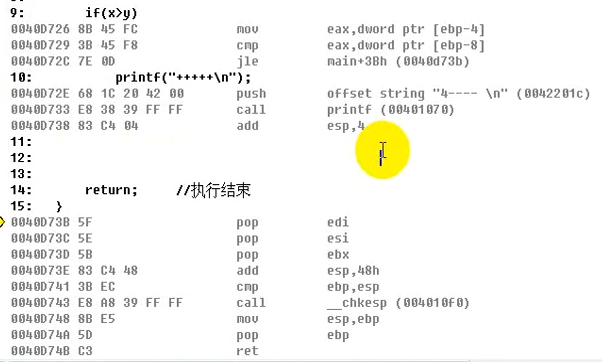 9:        if(x>y)
0040D726 8B 45 FC             mov         eax,dword ptr [ebp-4]
0040D729 3B 45 F8             cmp         eax,dword ptr [ebp-8]
0040D72C 7E 0D                jle         main+3Bh (0040d73b)
10:           printf("+++++\n");
0040D72E 68 1C 20 42 00       push        offset string "4---- \n" (0042201c)
0040D733 E8 38 39 FF FF       call        printf (00401070)
0040D738 83 C4 04             add         esp,4
11:
12:
13:
14:       return;     //执行结束
15:   }
0040D73B 5F                   pop         edi
0040D73C 5E                   pop         esi
0040D73D 5B                   pop         ebx
0040D73E 83 C4 48             add         esp,48h
0040D741 3B EC                cmp         ebp,esp
0040D743 E8 A8 39 FF FF       call        __chkesp (004010f0)
0040D748 8B E5                mov         esp,ebp
0040D74A 5D                   pop         ebp
0040D74B C3                   ret